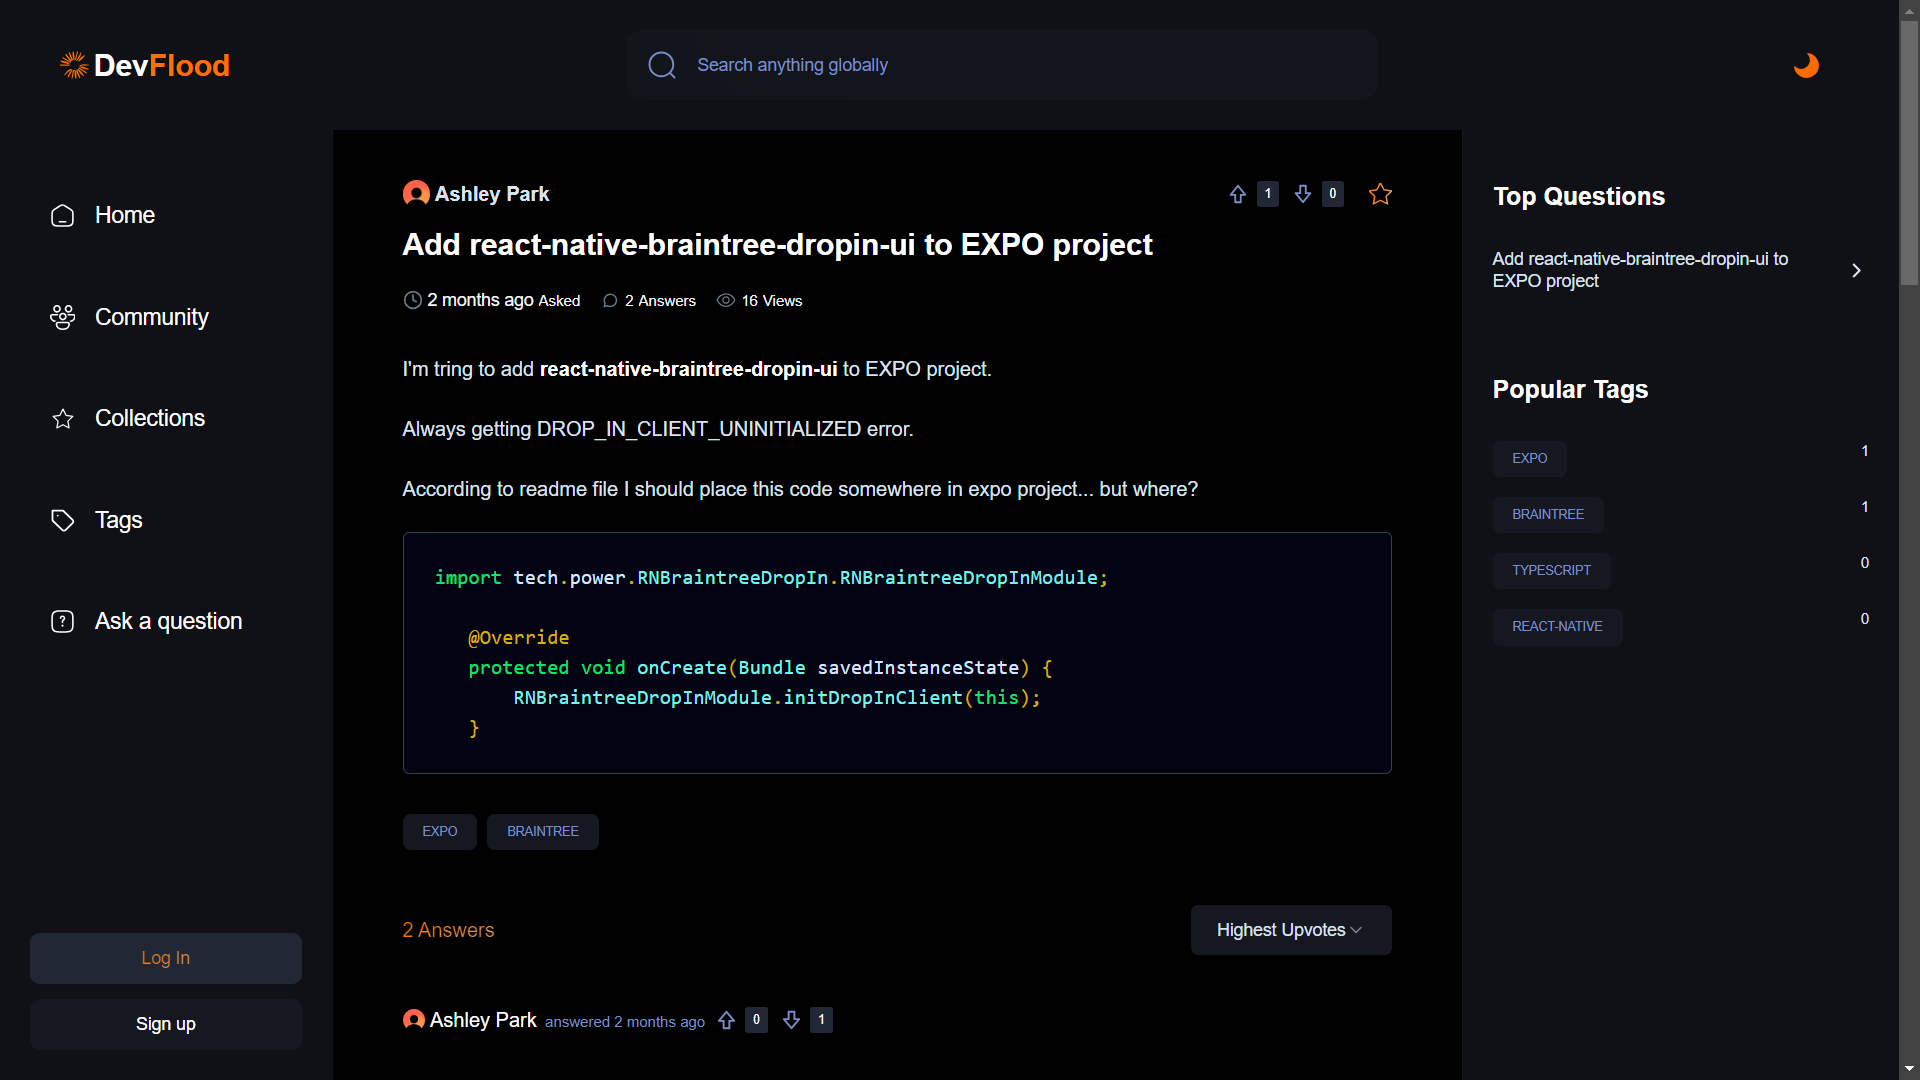 DevFlood
Search anything globally
Home
Community
Collections
Tags
Ask a question
Log In
Sign up
Ashley Park
1
0
Add react-native-braintree-dropin-ui to EXPO project
2 months ago Asked
2 Answers
16 Views
I'm tring to add react-native-braintree-dropin-ui to EXPO project.
Always getting DROP_IN_CLIENT_UNINITIALIZED error.
According to readme file I should place this code somewhere in expo project... but where?
import tech.power.RNBraintreeDropIn.RNBraintreeDropInModule;
@Override
protected void onCreate(Bundle savedInstanceState) {
RNBraintreeDropInModule.initDropInClient(this);
}
EXPO
BRAINTREE
2 Answers
Highest Upvotes
Ashley Park answered 2 months ago
0
1
Top Questions
Add react-native-braintree-dropin-ui to
EXPO project
Popular Tags
EXPO 1
BRAINTREE 1
TYPESCRIPT 0
REACT-NATIVE 0